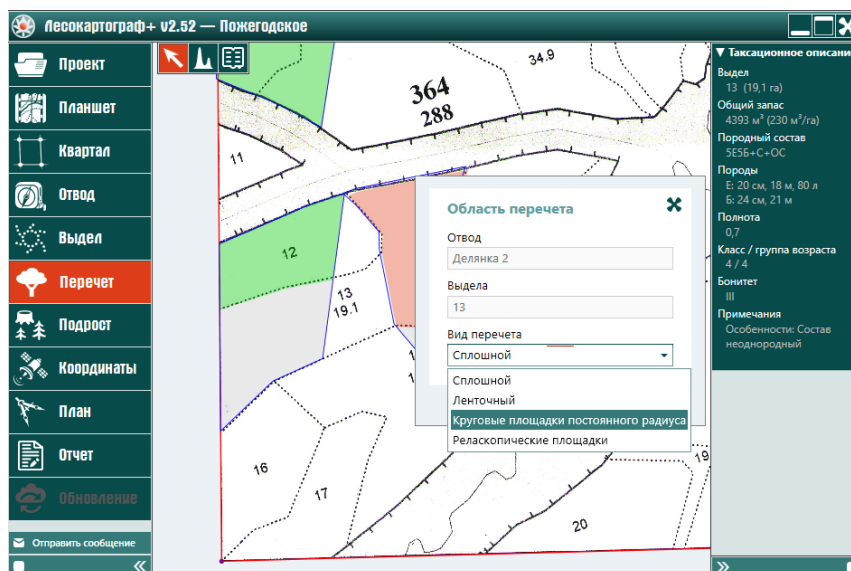 Лесокартограф+ v2.52 — Пожегодское
Проект
Планшет
Квартал
Отвод
Выдел
Перечет
Подрост
Координаты
План
Отчет
Обновление
Отправить сообщение
34.9
364
288
11
12
13
19.1
16
17
20
19
1
1
Область перечета
Отвод
Делянка 2
Выдела
13
Вид перечета
Сплошной
Сплошной
Ленточный
Круговые площадки постоянного радиуса
Реласкопические площадки
Таксационное описани
Выдел
13 (19,1 га)
Общий запас
4393 м³ (230 м³/га)
Породный состав
5Е5Б+С+ОС
Породы
Е: 20 см, 18 м, 80 л
Б: 24 см, 21 м
Полнота
0,7
Класс / группа возраста
4 / 4
Бонитет
III
Примечания
Особенности: Состав
неоднородный